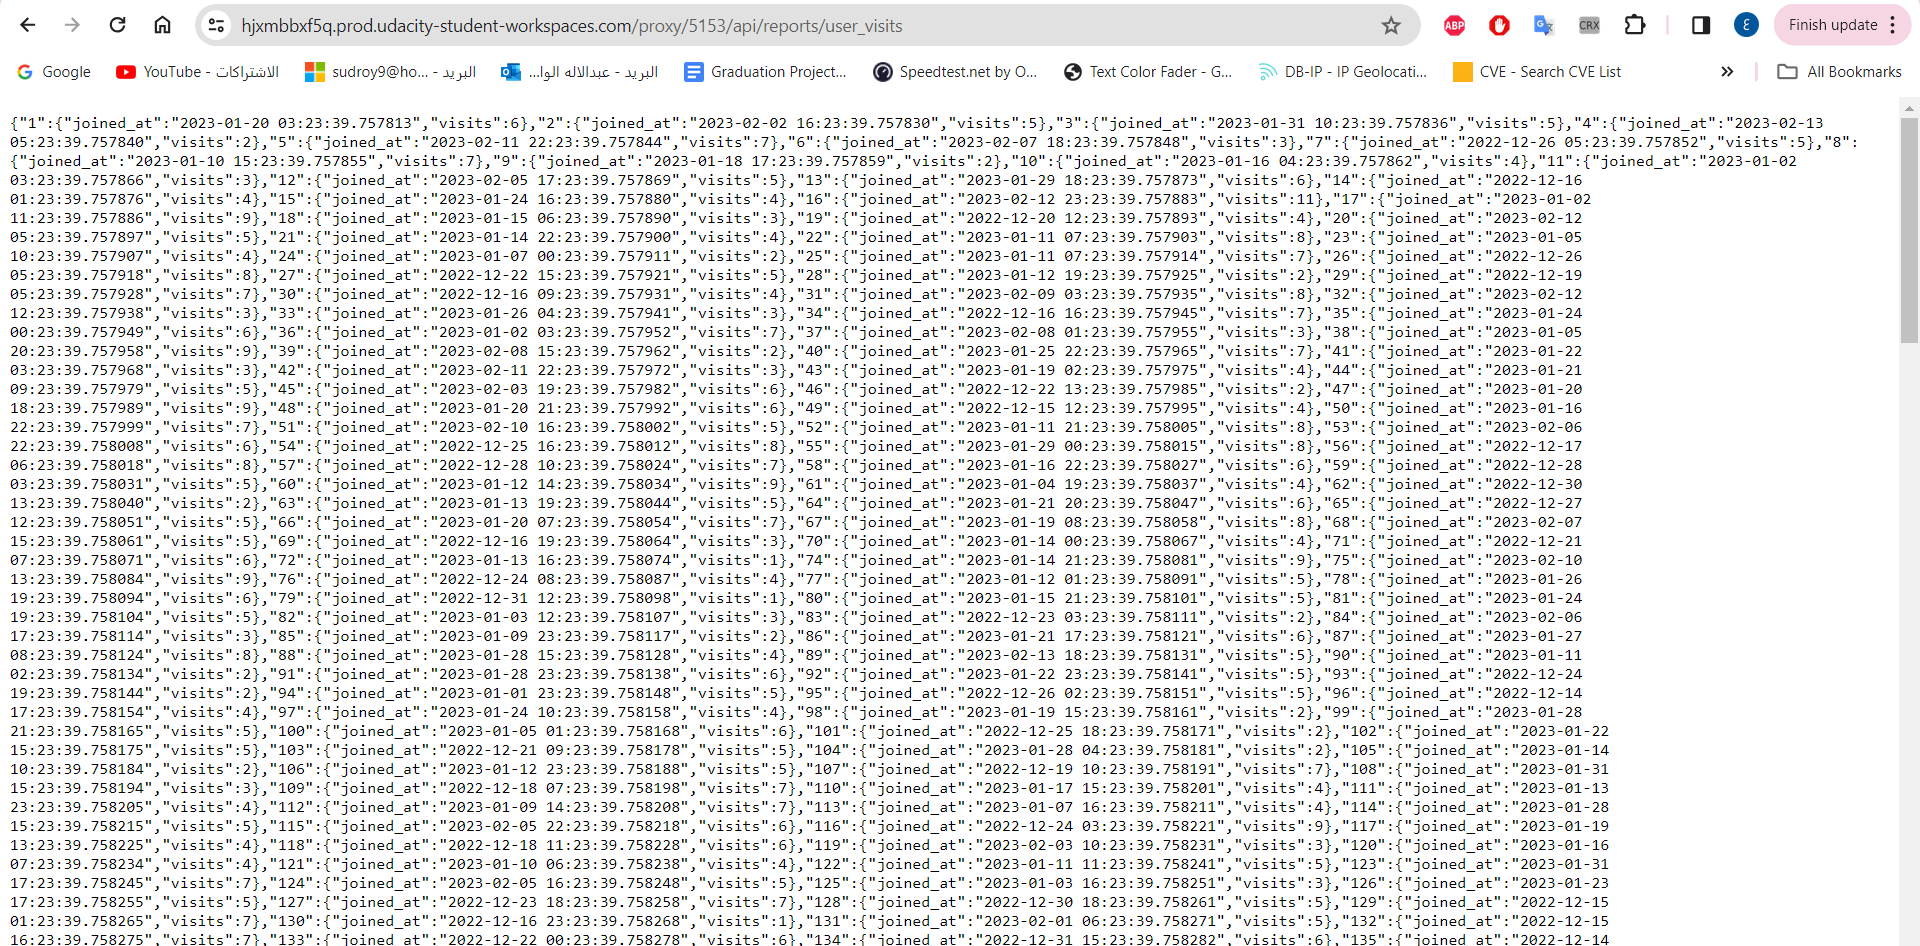 hjxmbbxf5q.prod.udacity-student-workspaces.com/proxy/5153/api/reports/user_visits
ABP
CRX
ع
Finish update
Google
YouTube - الاشتراكات
sudroy9@ho... - البريد
البريد - عبدالاله الوا...
Graduation Project...
Speedtest.net by O...
Text Color Fader - G...
DB-IP - IP Geolocati...
CVE - Search CVE List
All Bookmarks
{"1":{"joined_at":"2023-01-20 03:23:39.757813","visits":6},"2":{"joined_at":"2023-02-02 16:23:39.757830","visits":5},"3":{"joined_at":"2023-01-31 10:23:39.757836","visits":5},"4":{"joined_at":"2023-02-13
05:23:39.757840","visits":2},"5":{"joined_at":"2023-02-11 22:23:39.757844","visits":7},"6":{"joined_at":"2023-02-07 18:23:39.757848","visits":3},"7":{"joined_at":"2022-12-26 05:23:39.757852","visits":5},"8":
{"joined_at":"2023-01-10 15:23:39.757855","visits":7},"9":{"joined_at":"2023-01-18 17:23:39.757859","visits":2},"10":{"joined_at":"2023-01-16 04:23:39.757862","visits":4},"11":{"joined_at":"2023-01-02
03:23:39.757866","visits":3},"12":{"joined_at":"2023-02-05 17:23:39.757869","visits":5},"13":{"joined_at":"2023-01-29 18:23:39.757873","visits":6},"14":{"joined_at":"2022-12-16
01:23:39.757876","visits":4},"15":{"joined_at":"2023-01-24 16:23:39.757880","visits":4},"16":{"joined_at":"2023-02-12 23:23:39.757883","visits":11},"17":{"joined_at":"2023-01-02
11:23:39.757886","visits":9},"18":{"joined_at":"2023-01-15 06:23:39.757890","visits":3},"19":{"joined_at":"2022-12-20 12:23:39.757893","visits":4},"20":{"joined_at":"2023-02-12
05:23:39.757897","visits":5},"21":{"joined_at":"2023-01-14 22:23:39.757900","visits":4},"22":{"joined_at":"2023-01-11 07:23:39.757903","visits":8},"23":{"joined_at":"2023-01-05
10:23:39.757907","visits":4},"24":{"joined_at":"2023-01-07 00:23:39.757911","visits":2},"25":{"joined_at":"2023-01-11 07:23:39.757914","visits":7},"26":{"joined_at":"2022-12-26
05:23:39.757918","visits":8},"27":{"joined_at":"2022-12-22 15:23:39.757921","visits":5},"28":{"joined_at":"2023-01-12 19:23:39.757925","visits":2},"29":{"joined_at":"2022-12-19
05:23:39.757928","visits":7},"30":{"joined_at":"2022-12-16 09:23:39.757931","visits":4},"31":{"joined_at":"2023-02-09 03:23:39.757935","visits":8},"32":{"joined_at":"2023-02-12
12:23:39.757938","visits":3},"33":{"joined_at":"2023-01-26 04:23:39.757941","visits":3},"34":{"joined_at":"2022-12-16 16:23:39.757945","visits":7},"35":{"joined_at":"2023-01-24
00:23:39.757949","visits":6},"36":{"joined_at":"2023-01-02 03:23:39.757952","visits":7},"37":{"joined_at":"2023-02-08 01:23:39.757955","visits":3},"38":{"joined_at":"2023-01-05
20:23:39.757958","visits":9},"39":{"joined_at":"2023-02-08 15:23:39.757962","visits":2},"40":{"joined_at":"2023-01-25 22:23:39.757965","visits":7},"41":{"joined_at":"2023-01-22
03:23:39.757968","visits":3},"42":{"joined_at":"2023-02-11 22:23:39.757972","visits":3},"43":{"joined_at":"2023-01-19 02:23:39.757975","visits":4},"44":{"joined_at":"2023-01-21
09:23:39.757979","visits":5},"45":{"joined_at":"2023-02-03 19:23:39.757982","visits":6},"46":{"joined_at":"2022-12-22 13:23:39.757985","visits":2},"47":{"joined_at":"2023-01-20
18:23:39.757989","visits":9},"48":{"joined_at":"2023-01-20 21:23:39.757992","visits":6},"49":{"joined_at":"2022-12-15 12:23:39.757995","visits":4},"50":{"joined_at":"2023-01-16
22:23:39.757999","visits":7},"51":{"joined_at":"2023-02-10 16:23:39.758002","visits":5},"52":{"joined_at":"2023-01-11 21:23:39.758005","visits":8},"53":{"joined_at":"2023-02-06
22:23:39.758008","visits":6},"54":{"joined_at":"2022-12-25 16:23:39.758012","visits":8},"55":{"joined_at":"2023-01-29 00:23:39.758015","visits":8},"56":{"joined_at":"2022-12-17
06:23:39.758018","visits":8},"57":{"joined_at":"2022-12-28 10:23:39.758024","visits":7},"58":{"joined_at":"2023-01-16 22:23:39.758027","visits":6},"59":{"joined_at":"2022-12-28
03:23:39.758031","visits":5},"60":{"joined_at":"2023-01-12 14:23:39.758034","visits":9},"61":{"joined_at":"2023-01-04 19:23:39.758037","visits":4},"62":{"joined_at":"2022-12-30
13:23:39.758040","visits":2},"63":{"joined_at":"2023-01-13 19:23:39.758044","visits":5},"64":{"joined_at":"2023-01-21 20:23:39.758047","visits":6},"65":{"joined_at":"2022-12-27
12:23:39.758051","visits":5},"66":{"joined_at":"2023-01-20 07:23:39.758054","visits":7},"67":{"joined_at":"2023-01-19 08:23:39.758058","visits":8},"68":{"joined_at":"2023-02-07
15:23:39.758061","visits":5},"69":{"joined_at":"2022-12-16 19:23:39.758064","visits":3},"70":{"joined_at":"2023-01-14 00:23:39.758067","visits":4},"71":{"joined_at":"2022-12-21
07:23:39.758071","visits":6},"72":{"joined_at":"2023-01-13 16:23:39.758074","visits":1},"74":{"joined_at":"2023-01-14 21:23:39.758081","visits":9},"75":{"joined_at":"2023-02-10
13:23:39.758084","visits":9},"76":{"joined_at":"2022-12-24 08:23:39.758087","visits":4},"77":{"joined_at":"2023-01-12 01:23:39.758091","visits":5},"78":{"joined_at":"2023-01-26
19:23:39.758094","visits":6},"79":{"joined_at":"2022-12-31 12:23:39.758098","visits":1},"80":{"joined_at":"2023-01-15 21:23:39.758101","visits":5},"81":{"joined_at":"2023-01-24
19:23:39.758104","visits":5},"82":{"joined_at":"2023-01-03 12:23:39.758107","visits":3},"83":{"joined_at":"2022-12-23 03:23:39.758111","visits":2},"84":{"joined_at":"2023-02-06
17:23:39.758114","visits":3},"85":{"joined_at":"2023-01-09 23:23:39.758117","visits":2},"86":{"joined_at":"2023-01-21 17:23:39.758121","visits":6},"87":{"joined_at":"2023-01-27
08:23:39.758124","visits":8},"88":{"joined_at":"2023-01-28 15:23:39.758128","visits":4},"89":{"joined_at":"2023-02-13 18:23:39.758131","visits":5},"90":{"joined_at":"2023-01-11
02:23:39.758134","visits":2},"91":{"joined_at":"2023-01-28 23:23:39.758138","visits":6},"92":{"joined_at":"2023-01-22 23:23:39.758141","visits":5},"93":{"joined_at":"2022-12-24
19:23:39.758144","visits":2},"94":{"joined_at":"2023-01-01 23:23:39.758148","visits":5},"95":{"joined_at":"2022-12-26 02:23:39.758151","visits":5},"96":{"joined_at":"2022-12-14
17:23:39.758154","visits":4},"97":{"joined_at":"2023-01-24 10:23:39.758158","visits":4},"98":{"joined_at":"2023-01-19 15:23:39.758161","visits":2},"99":{"joined_at":"2023-01-28
21:23:39.758165","visits":5},"100":{"joined_at":"2023-01-05 01:23:39.758168","visits":6},"101":{"joined_at":"2022-12-25 18:23:39.758171","visits":2},"102":{"joined_at":"2023-01-22
15:23:39.758175","visits":5},"103":{"joined_at":"2022-12-21 09:23:39.758178","visits":5},"104":{"joined_at":"2023-01-28 04:23:39.758181","visits":2},"105":{"joined_at":"2023-01-14
10:23:39.758184","visits":2},"106":{"joined_at":"2023-01-12 23:23:39.758188","visits":5},"107":{"joined_at":"2022-12-19 10:23:39.758191","visits":7},"108":{"joined_at":"2023-01-31
15:23:39.758194","visits":3},"109":{"joined_at":"2022-12-18 07:23:39.758198","visits":7},"110":{"joined_at":"2023-01-17 15:23:39.758201","visits":4},"111":{"joined_at":"2023-01-13
23:23:39.758205","visits":4},"112":{"joined_at":"2023-01-09 14:23:39.758208","visits":7},"113":{"joined_at":"2023-01-07 16:23:39.758211","visits":4},"114":{"joined_at":"2023-01-28
15:23:39.758215","visits":5},"115":{"joined_at":"2023-02-05 22:23:39.758218","visits":6},"116":{"joined_at":"2022-12-24 03:23:39.758221","visits":9},"117":{"joined_at":"2023-01-19
13:23:39.758225","visits":4},"118":{"joined_at":"2022-12-18 11:23:39.758228","visits":6},"119":{"joined_at":"2023-02-03 10:23:39.758231","visits":3},"120":{"joined_at":"2023-01-16
07:23:39.758234","visits":4},"121":{"joined_at":"2023-01-10 06:23:39.758238","visits":4},"122":{"joined_at":"2023-01-11 11:23:39.758241","visits":5},"123":{"joined_at":"2023-01-31
17:23:39.758245","visits":7},"124":{"joined_at":"2023-02-05 16:23:39.758248","visits":5},"125":{"joined_at":"2023-01-03 16:23:39.758251","visits":3},"126":{"joined_at":"2023-01-23
17:23:39.758255","visits":5},"127":{"joined_at":"2022-12-23 18:23:39.758258","visits":7},"128":{"joined_at":"2022-12-30 18:23:39.758261","visits":5},"129":{"joined_at":"2022-12-15
01:23:39.758265","visits":7},"130":{"joined_at":"2022-12-16 23:23:39.758268","visits":1},"131":{"joined_at":"2023-02-01 06:23:39.758271","visits":5},"132":{"joined_at":"2022-12-15
16:23:39.758275","visits":7},"133":{"joined_at":"2022-12-22 00:23:39.758278","visits":6},"134":{"joined_at":"2022-12-31 15:23:39.758282","visits":6},"135":{"joined_at":"2022-12-14